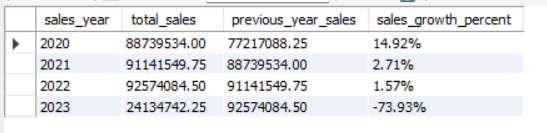 sales_year total_sales previous_year_sales sales_growth_percent
2020 88739534.00 77217088.25 14.92%
2021 91141549.75 88739534.00 2.71%
2022 92574084.50 91141549.75 1.57%
2023 24134742.25 92574084.50 -73.93%